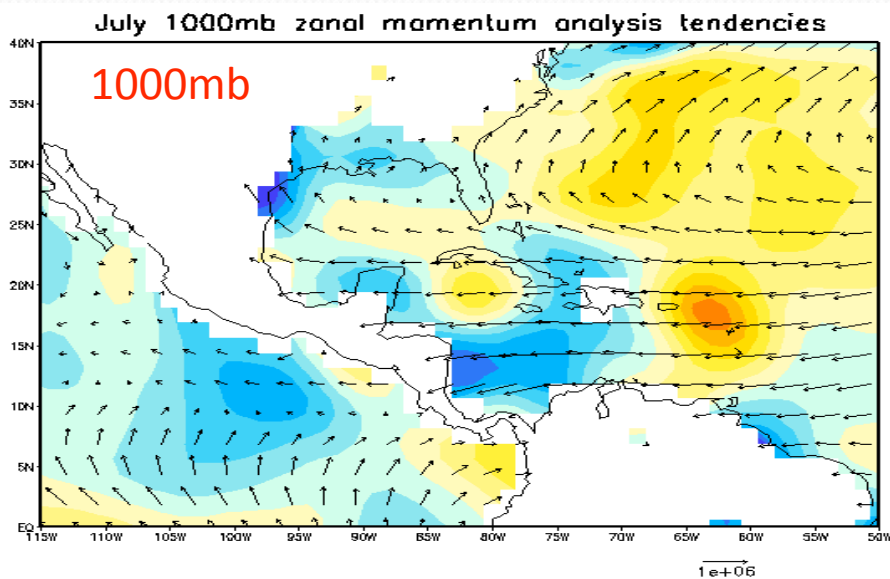 July 1000mb zonal momentum analysis tendencies
1000mb
40N
35N
30N
25N
20N
15N
10N
5N
EQ
115W 110W 105W 100W 95W 90W 85W 80W 75W 70W 65W 60W 55W 50W
1e+06